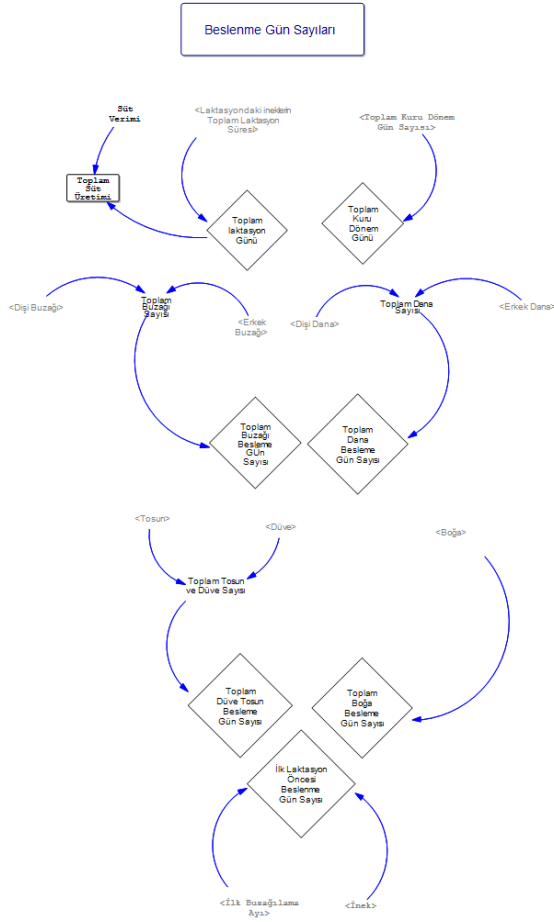 Beslenme Gün Sayıları
Süt
Verimi
<Laktasyondaki ineklerin
Toplam Laktasyon
Süresi>
<Toplam Kuru Dönem
Gün Sayısı>
Toplam
Süt
Üretimi
Toplam
laktasyon
Günü
Toplam
Kuru
Dönem
Günü
<Dişi Buzağı>
Toplam
Buzağı
Sayısı
<Erkek
Buzağı>
<Dişi Dana>
Toplam Dana
Sayısı
<Erkek Dana>
Toplam
Buzağı
Besleme
GÜn
Sayısı
Toplam
Dana
Besleme
Gün Sayısı
<Tosun>
<Düve>
<Boğa>
Toplam Tosun
ve Düve Sayısı
Toplam
Düve Tosun
Besleme
Gün Sayısı
Toplam
Boğa
Besleme
Gün Sayısı
İlk Laktasyon
Öncesi
Beslenme
Gün Sayısı
<İlk Buzağılama
Ayı>
<İnek>